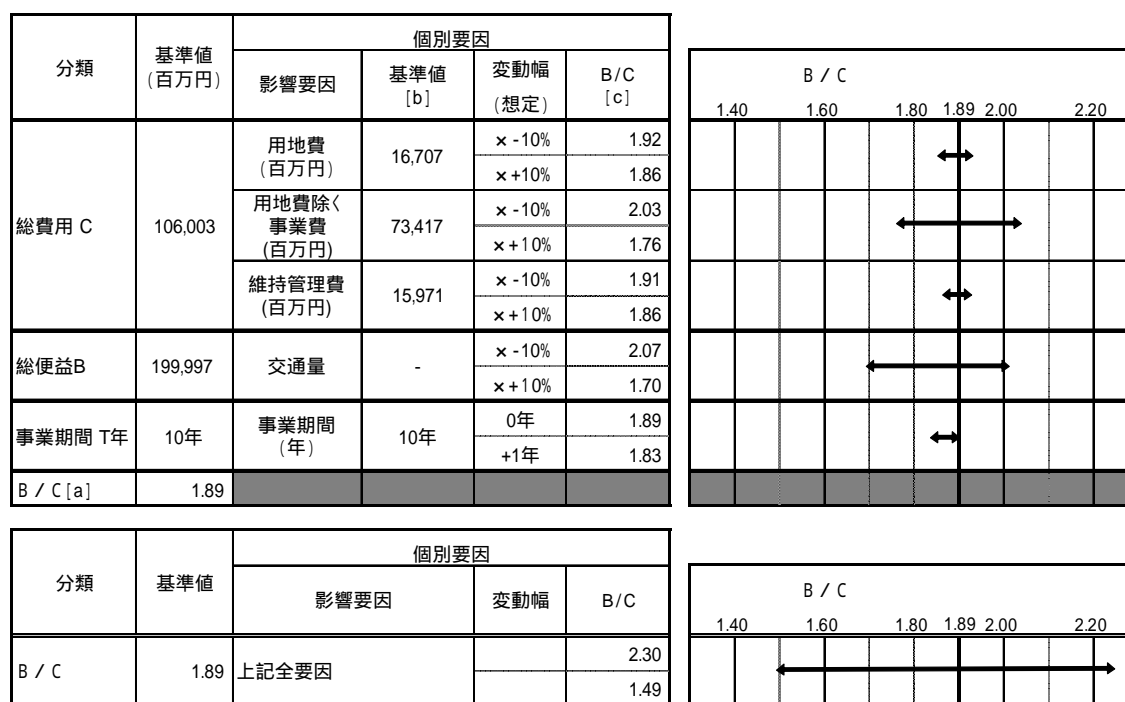 個別要因
分類 基準値 (百万円) 影響要因 基準値 [b] 変動幅 (想定) B/C [c]
総費用 C 106,003
用地費 (百万円) 16,707
× -10% 1.92
× +10% 1.86
用地費除く 事業費 (百万円) 73,417
× -10% 2.03
×+10% 1.76
維持管理費 (百万円) 15,971
× -10% 1.91
×+10% 1.86
総便益B 199,997 交通量 -
× -10% 2.07
×+10% 1.70
事業期間 T年 10年 事業期間 (年) 10年
0年 1.89
+1年 1.83
B/C[a] 1.89
B/C
1.40 1.60 1.80 1.89 2.00 2.20
個別要因
分類 基準値 影響要因 変動幅 B/C
B/C 1.89 上記全要因
2.30
1.49
B/C
1.40 1.60 1.80 1.89 2.00 2.20